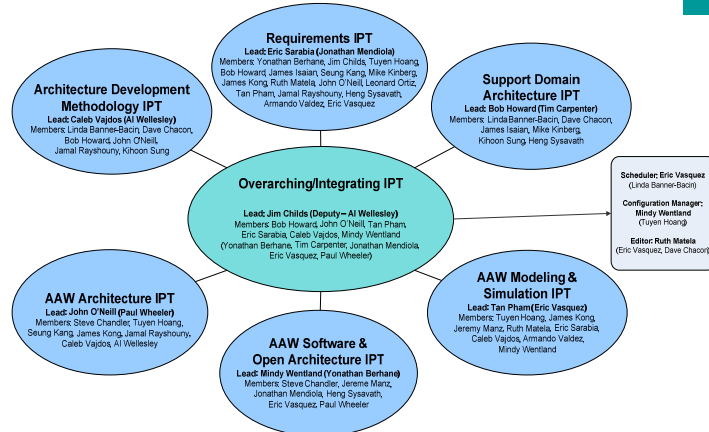 Requirements IPT
Lead: Eric Sarabia (Jonathan Mendiola)
Members: Yonathan Berhane, Jim Childs, Tuyen Hoang,
Bob Howard, James Isaian, Seung Kang, Mike Kinberg,
James Kong, Ruth Matela, John O'Neill, Leonard Ortiz,
Tan Pham, Jamal Rayshouny, Heng Sysavath,
Armando Valdez, Eric Vasquez
Architecture Development
Methodology IPT
Lead: Caleb Vajdos (Al Wellesley)
Members: Linda Banner-Bacin, Dave Chacon,
Bob Howard, John O'Neill,
Jamal Rayshouny, Kihoon Sung
Support Domain
Architecture IPT
Lead: Bob Howard (Tim Carpenter)
Members: Linda Banner-Bacin, Dave Chacon,
James Isaian, Mike Kinberg,
Kihoon Sung, Heng Sysavath
Overarching/Integrating IPT
Lead: Jim Childs (Deputy – Al Wellesley)
Members: Bob Howard, John O'Neill, Tan Pham,
Eric Sarabia, Caleb Vajdos, Mindy Wentland
(Yonathan Berhane, Tim Carpenter, Jonathan Mendiola,
Eric Vasquez, Paul Wheeler)
Scheduler: Eric Vasquez
(Linda Banner-Bacin)
Configuration Manager:
Mindy Wentland
(Tuyen Hoang)
Editor: Ruth Matela
(Eric Vasquez, Dave Chacon)
AAW Architecture IPT
Lead: John O'Neill (Paul Wheeler)
Members: Steve Chandler, Tuyen Hoang,
Seung Kang, James Kong, Jamal Rayshouny,
Caleb Vajdos, Al Wellesley
AAW Modeling &
Simulation IPT
Lead: Tan Pham (Eric Vasquez)
Members: Tuyen Hoang, James Kong,
Jeremy Manz, Ruth Matela, Eric Sarabia,
Caleb Vajdos, Armando Valdez,
Mindy Wentland
AAW Software &
Open Architecture IPT
Lead: Mindy Wentland (Yonathan Berhane)
Members: Steve Chandler, Jereme Manz,
Jonathan Mendiola, Heng Sysavath,
Eric Vasquez, Paul Wheeler